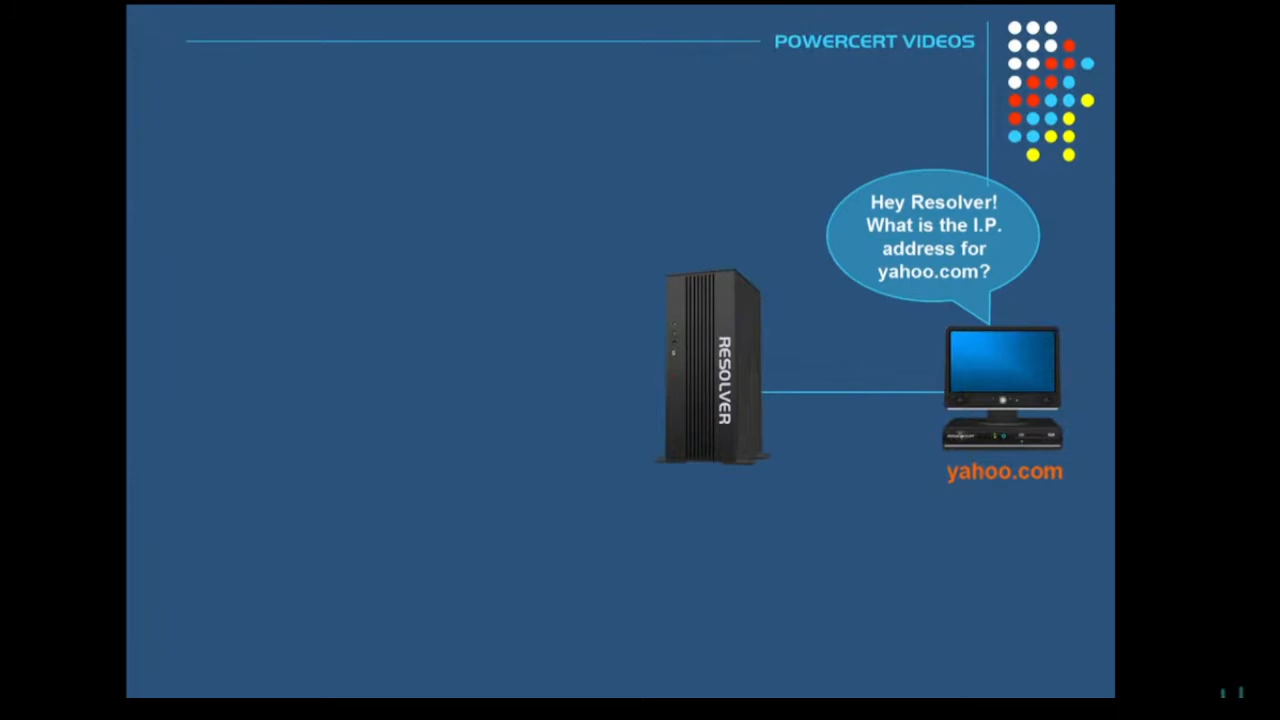 POWERCERT VIDEOS
Hey Resolver!
What is the I.P.
address for
yahoo.com?
RESOLVER
yahoo.com